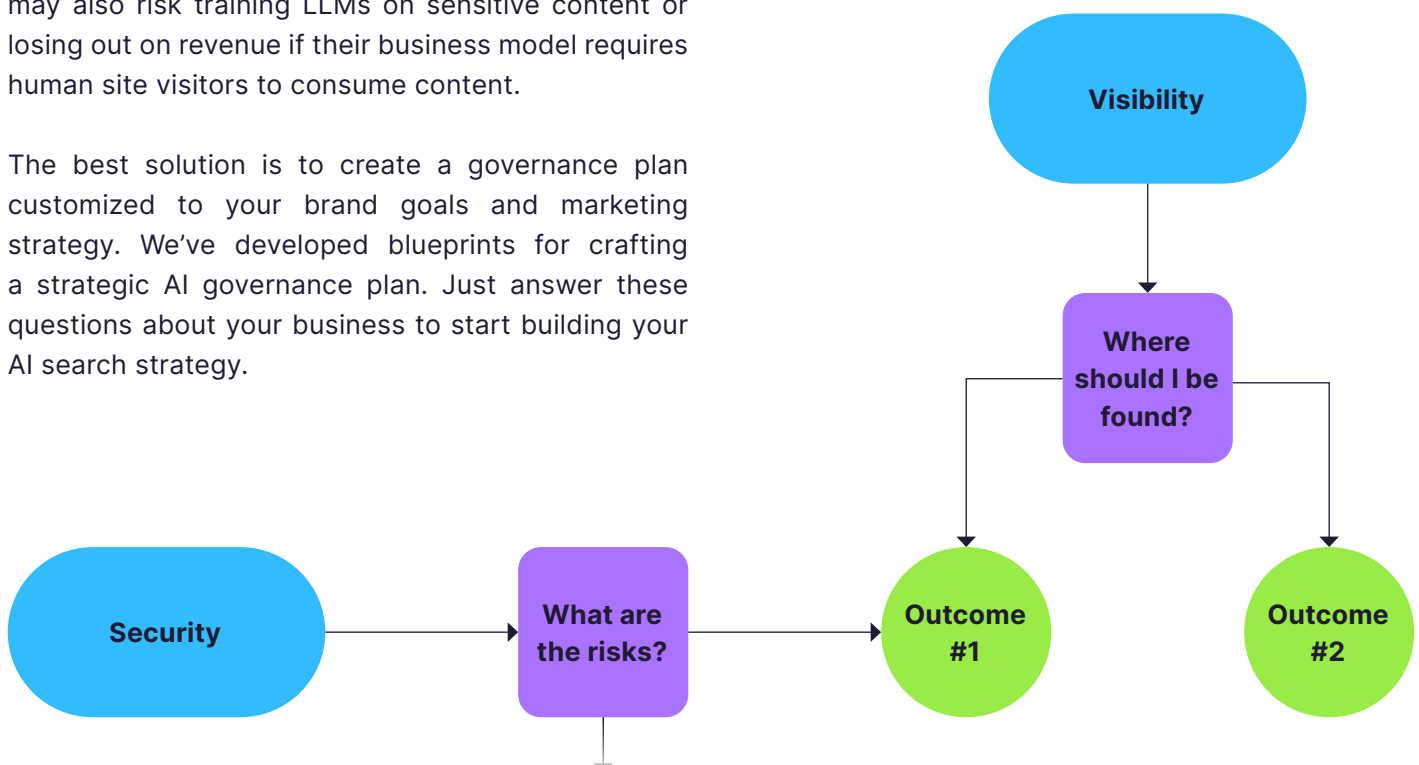 may also risk training LLMs on sensitive content or
losing out on revenue if their business model requires
human site visitors to consume content.
The best solution is to create a governance plan
customized to your brand goals and marketing
strategy. We’ve developed blueprints for crafting
a strategic AI governance plan. Just answer these
questions about your business to start building your
AI search strategy.
Visibility
Where
should I be
found?
Security
What are
the risks?
Outcome
#1
Outcome
#2